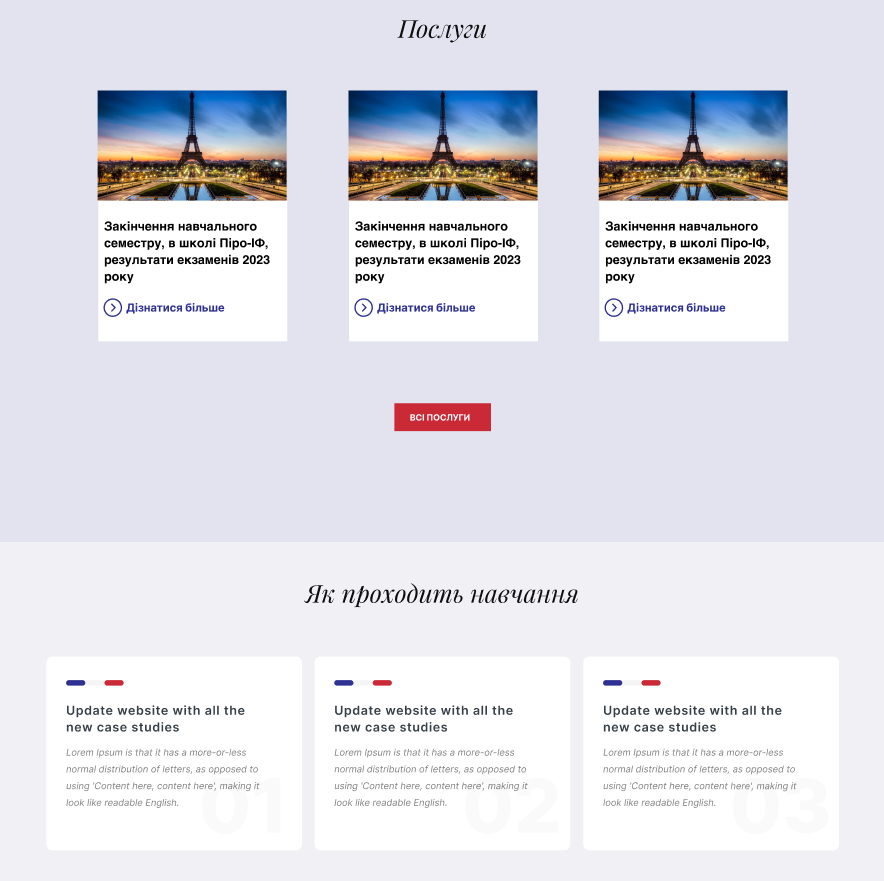 Послуги
Закінчення навчального
семестру, в школі Піро-ІФ,
результати екзаменів 2023
року
Дізнатися більше
Закінчення навчального
семестру, в школі Піро-ІФ,
результати екзаменів 2023
року
Дізнатися більше
Закінчення навчального
семестру, в школі Піро-ІФ,
результати екзаменів 2023
року
Дізнатися більше
ВСІ ПОСЛУГИ
Як проходить навчання
Update website with all the
new case studies
Lorem Ipsum is that it has a more-or-less
normal distribution of letters, as opposed to
using 'Content here, content here', making it
look like readable English.
01
Update website with all the
new case studies
Lorem Ipsum is that it has a more-or-less
normal distribution of letters, as opposed to
using 'Content here, content here', making it
look like readable English.
02
Update website with all the
new case studies
Lorem Ipsum is that it has a more-or-less
normal distribution of letters, as opposed to
using 'Content here, content here', making it
look like readable English.
03